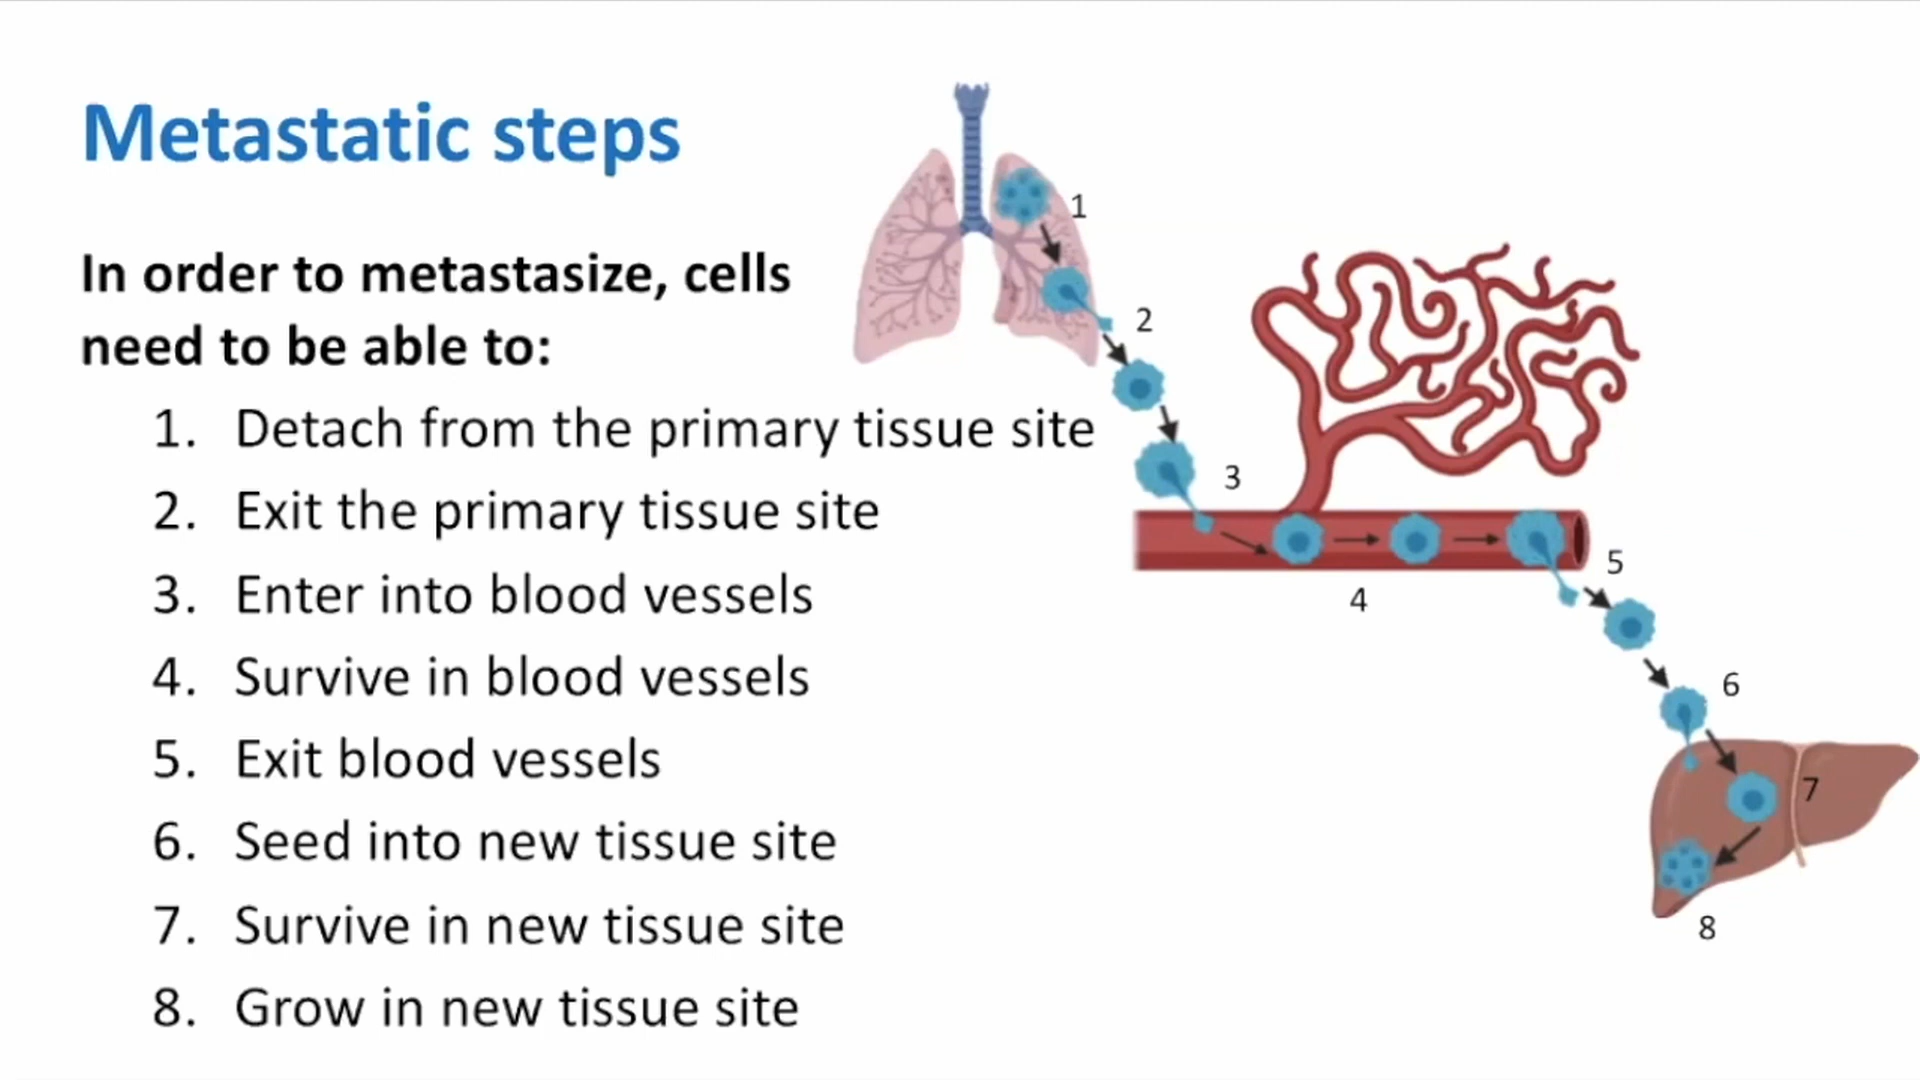 Metastatic steps
In order to metastasize, cells
need to be able to:
1. Detach from the primary tissue site
2. Exit the primary tissue site
3. Enter into blood vessels
4. Survive in blood vessels
5. Exit blood vessels
6. Seed into new tissue site
7. Survive in new tissue site
8. Grow in new tissue site
1
2
3
4
5
6
7
8